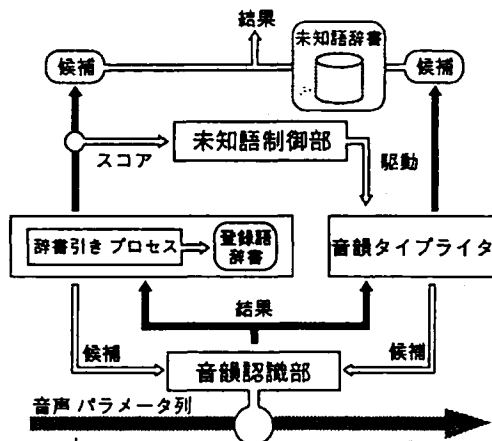 結果
未知語辞書
候補
候補
未知語制御部
スコア
駆動
辞書引き プロセス
登録語
辞書
音韻タイプライタ
結果
候補
候補
音韻認識部
音声 パラメータ列